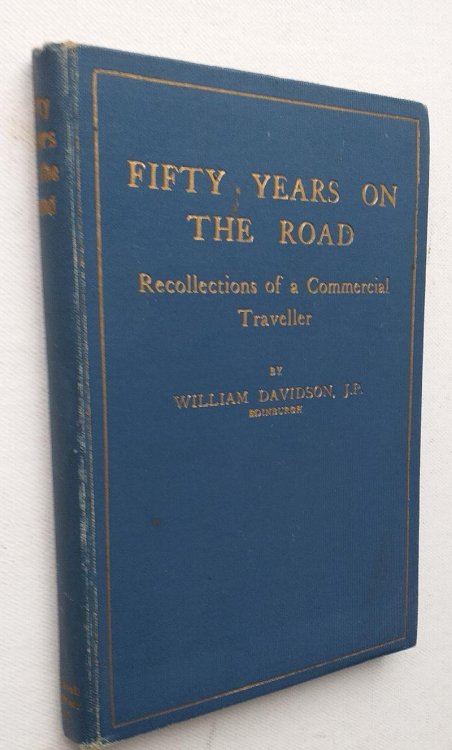 FIFTY YEARS ON
THE ROAD
Recollections of a Commercial
Traveller
BY
WILLIAM DAVIDSON, J.P.
EDINBURGH